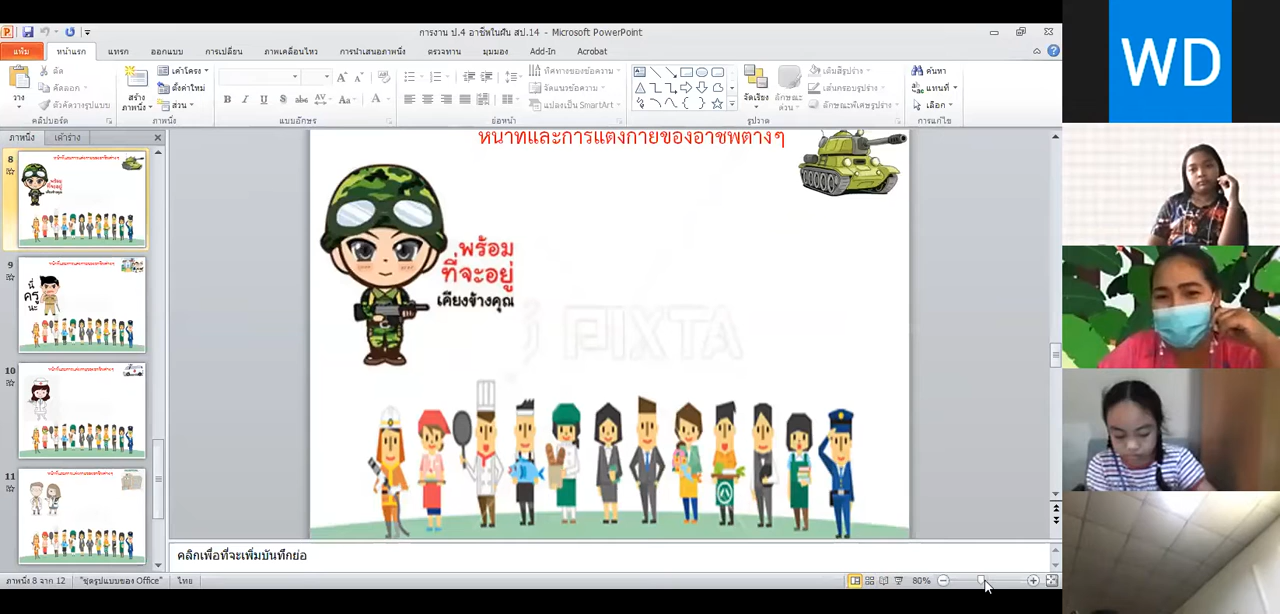 การงาน ป.4 อาชีพในฝัน สป.14 - Microsoft PowerPoint
แฟ้ม หน้าแรก แทรก ออกแบบ การเปลี่ยน ภาพเคลื่อนไหว การนำเสนอภาพนิ่ง ตรวจทาน มุมมอง Add-In Acrobat
วาง
ตัด
คัดลอก
ตัวคัดวางรูปแบบ
คลิปบอร์ด
สร้าง
ภาพนิ่ง
เค้าโครง
ตั้งค่าใหม่
ส่วน
ภาพนิ่ง
B I U S abc AV Aa A
แบบอักษร
ทิศทางของข้อความ
จัดแนวข้อความ
แปลงเป็น SmartArt
ย่อหน้า
จัดเรียง
ลักษณะ
ด่วน
เติมสีรูปร่าง
เส้นกรอบรูปร่าง
ลักษณะพิเศษรูปร่าง
รูปวาด
ค้นหา
แทนที่
เลือก
การแก้ไข
ภาพนิ่ง เค้าร่าง
8
9
นี่
ครู
นะ
10
11
หน้าที่และการแต่งกายของอาชีพต่างๆ
พร้อม
ที่จะอยู่
เคียงข้างคุณ
PIXTA
คลิกเพื่อที่จะเพิ่มบันทึกย่อ
ภาพนิ่ง 8 จาก 12 "ชุดรูปแบบของ Office" ไทย 80%
WD